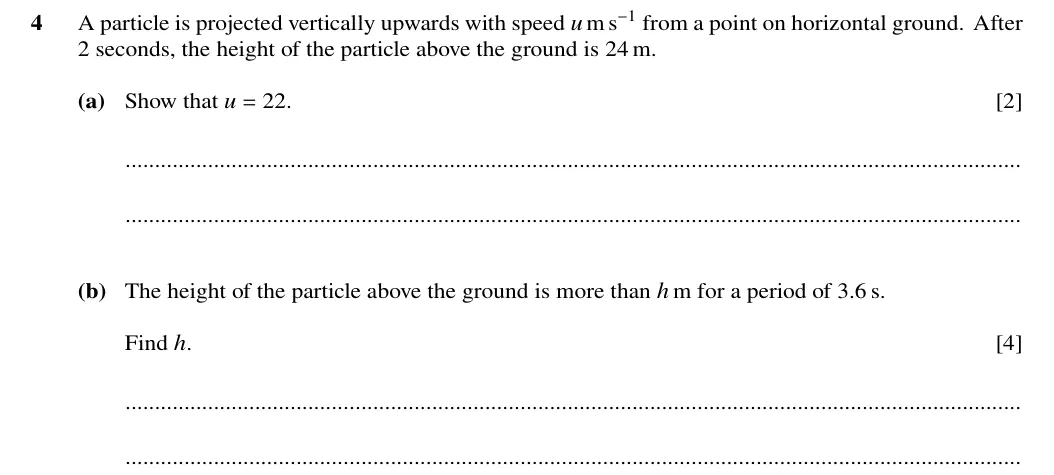 4 A particle is projected vertically upwards with speed u m s⁻¹ from a point on horizontal ground. After
2 seconds, the height of the particle above the ground is 24 m.
(a) Show that u = 22. [2]
(b) The height of the particle above the ground is more than h m for a period of 3.6 s.
Find h. [4]